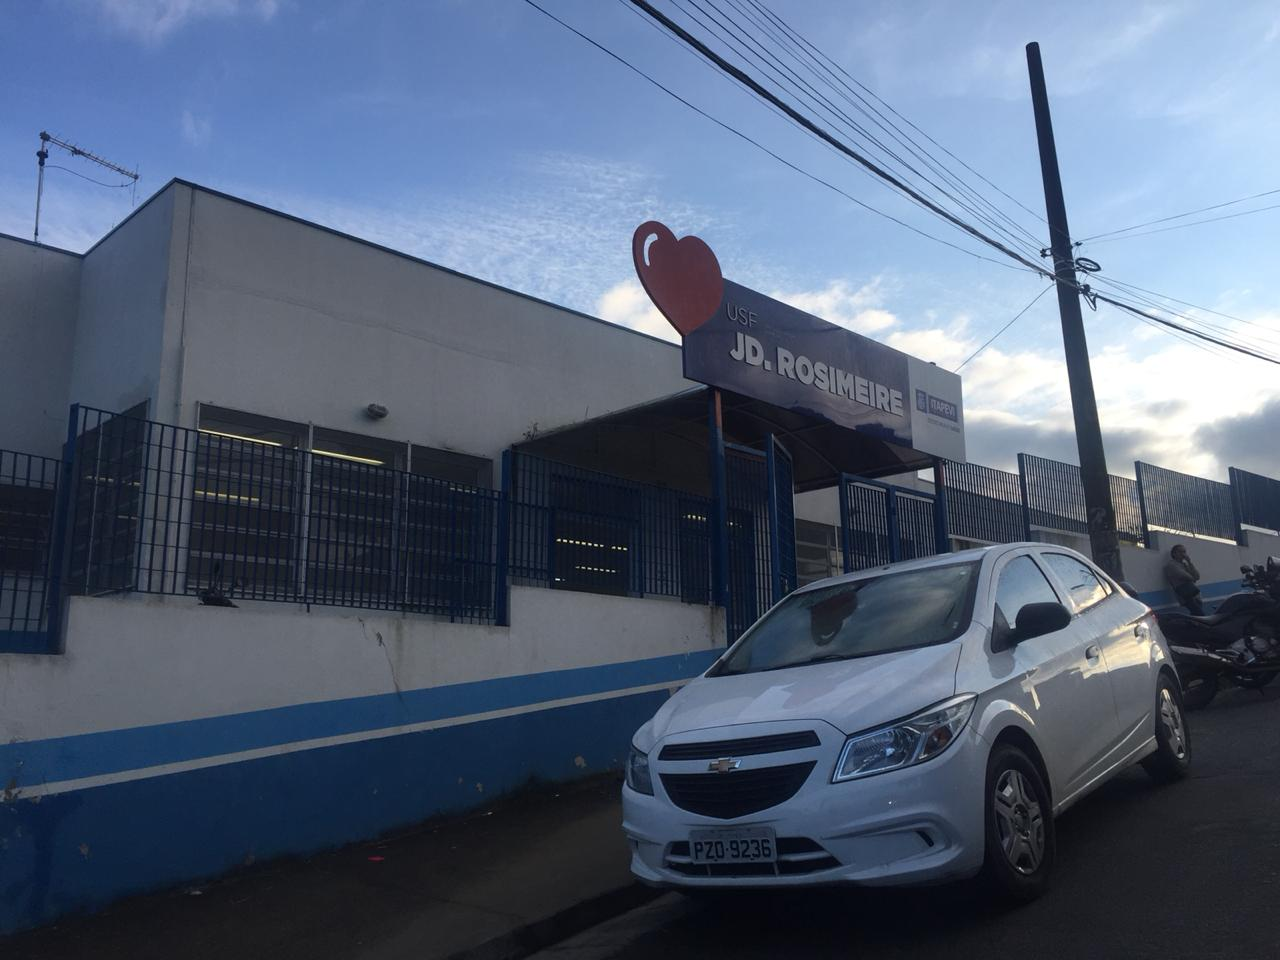 USF
JD. ROSIMEIRE
ITAPEVI
PZO-9236